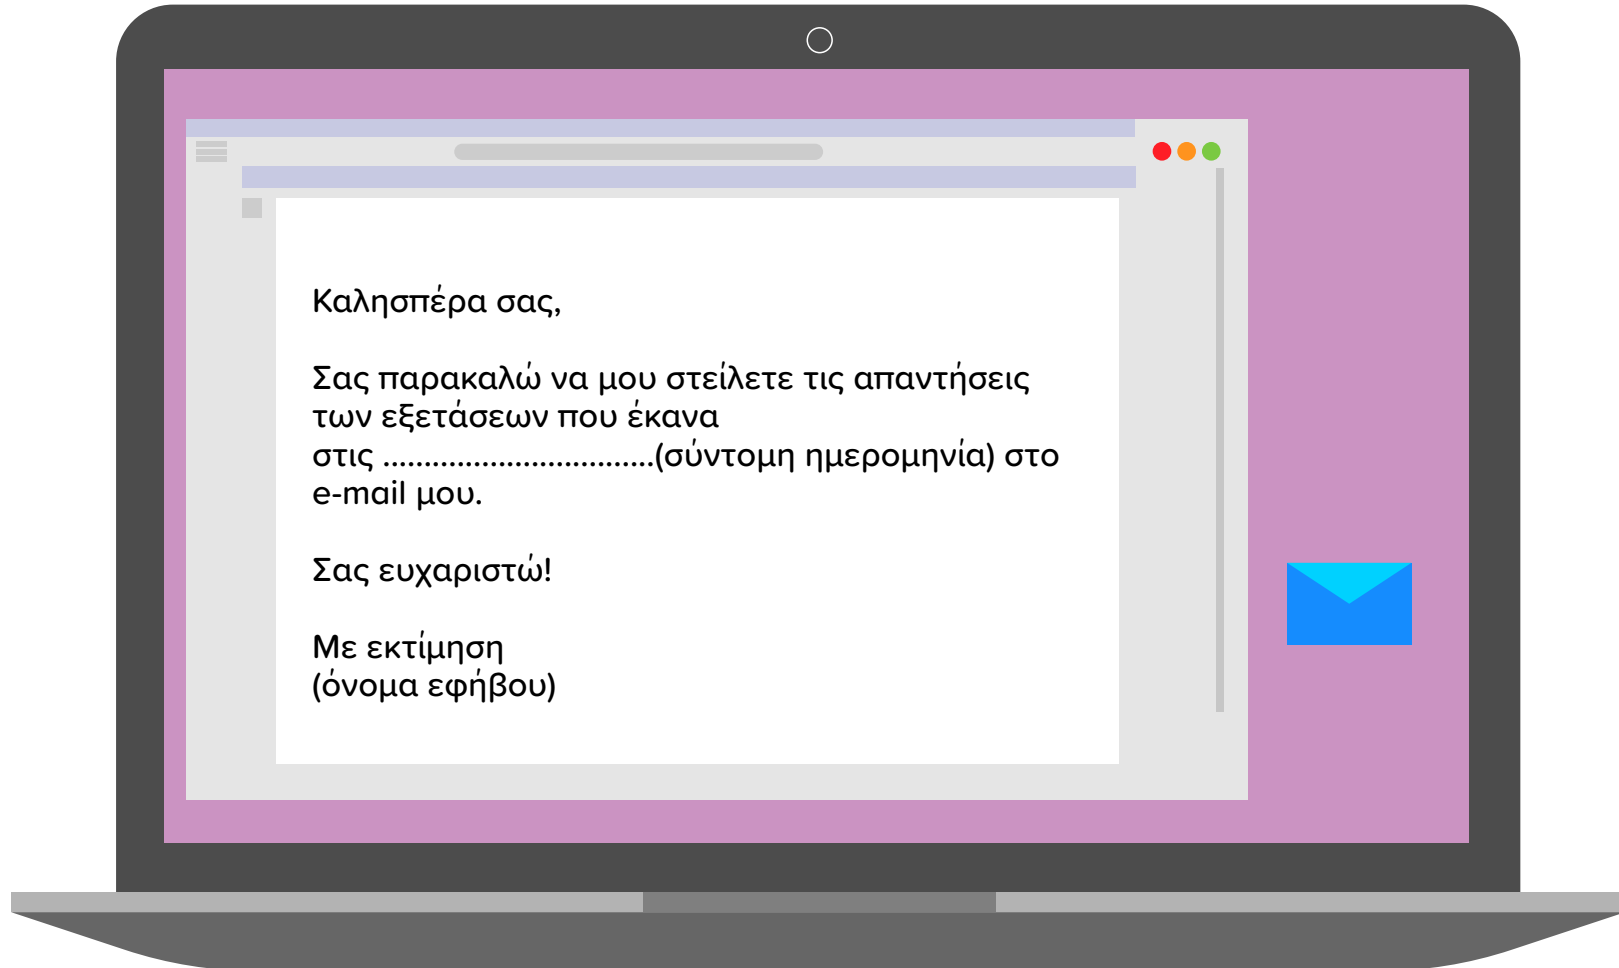 Καλησπέρα σας,
Σας παρακαλώ να μου στείλετε τις απαντήσεις
των εξετάσεων που έκανα
στις .................................(σύντομη ημερομηνία) στο
e-mail μου.
Σας ευχαριστώ!
Με εκτίμηση
(όνομα εφήβου)